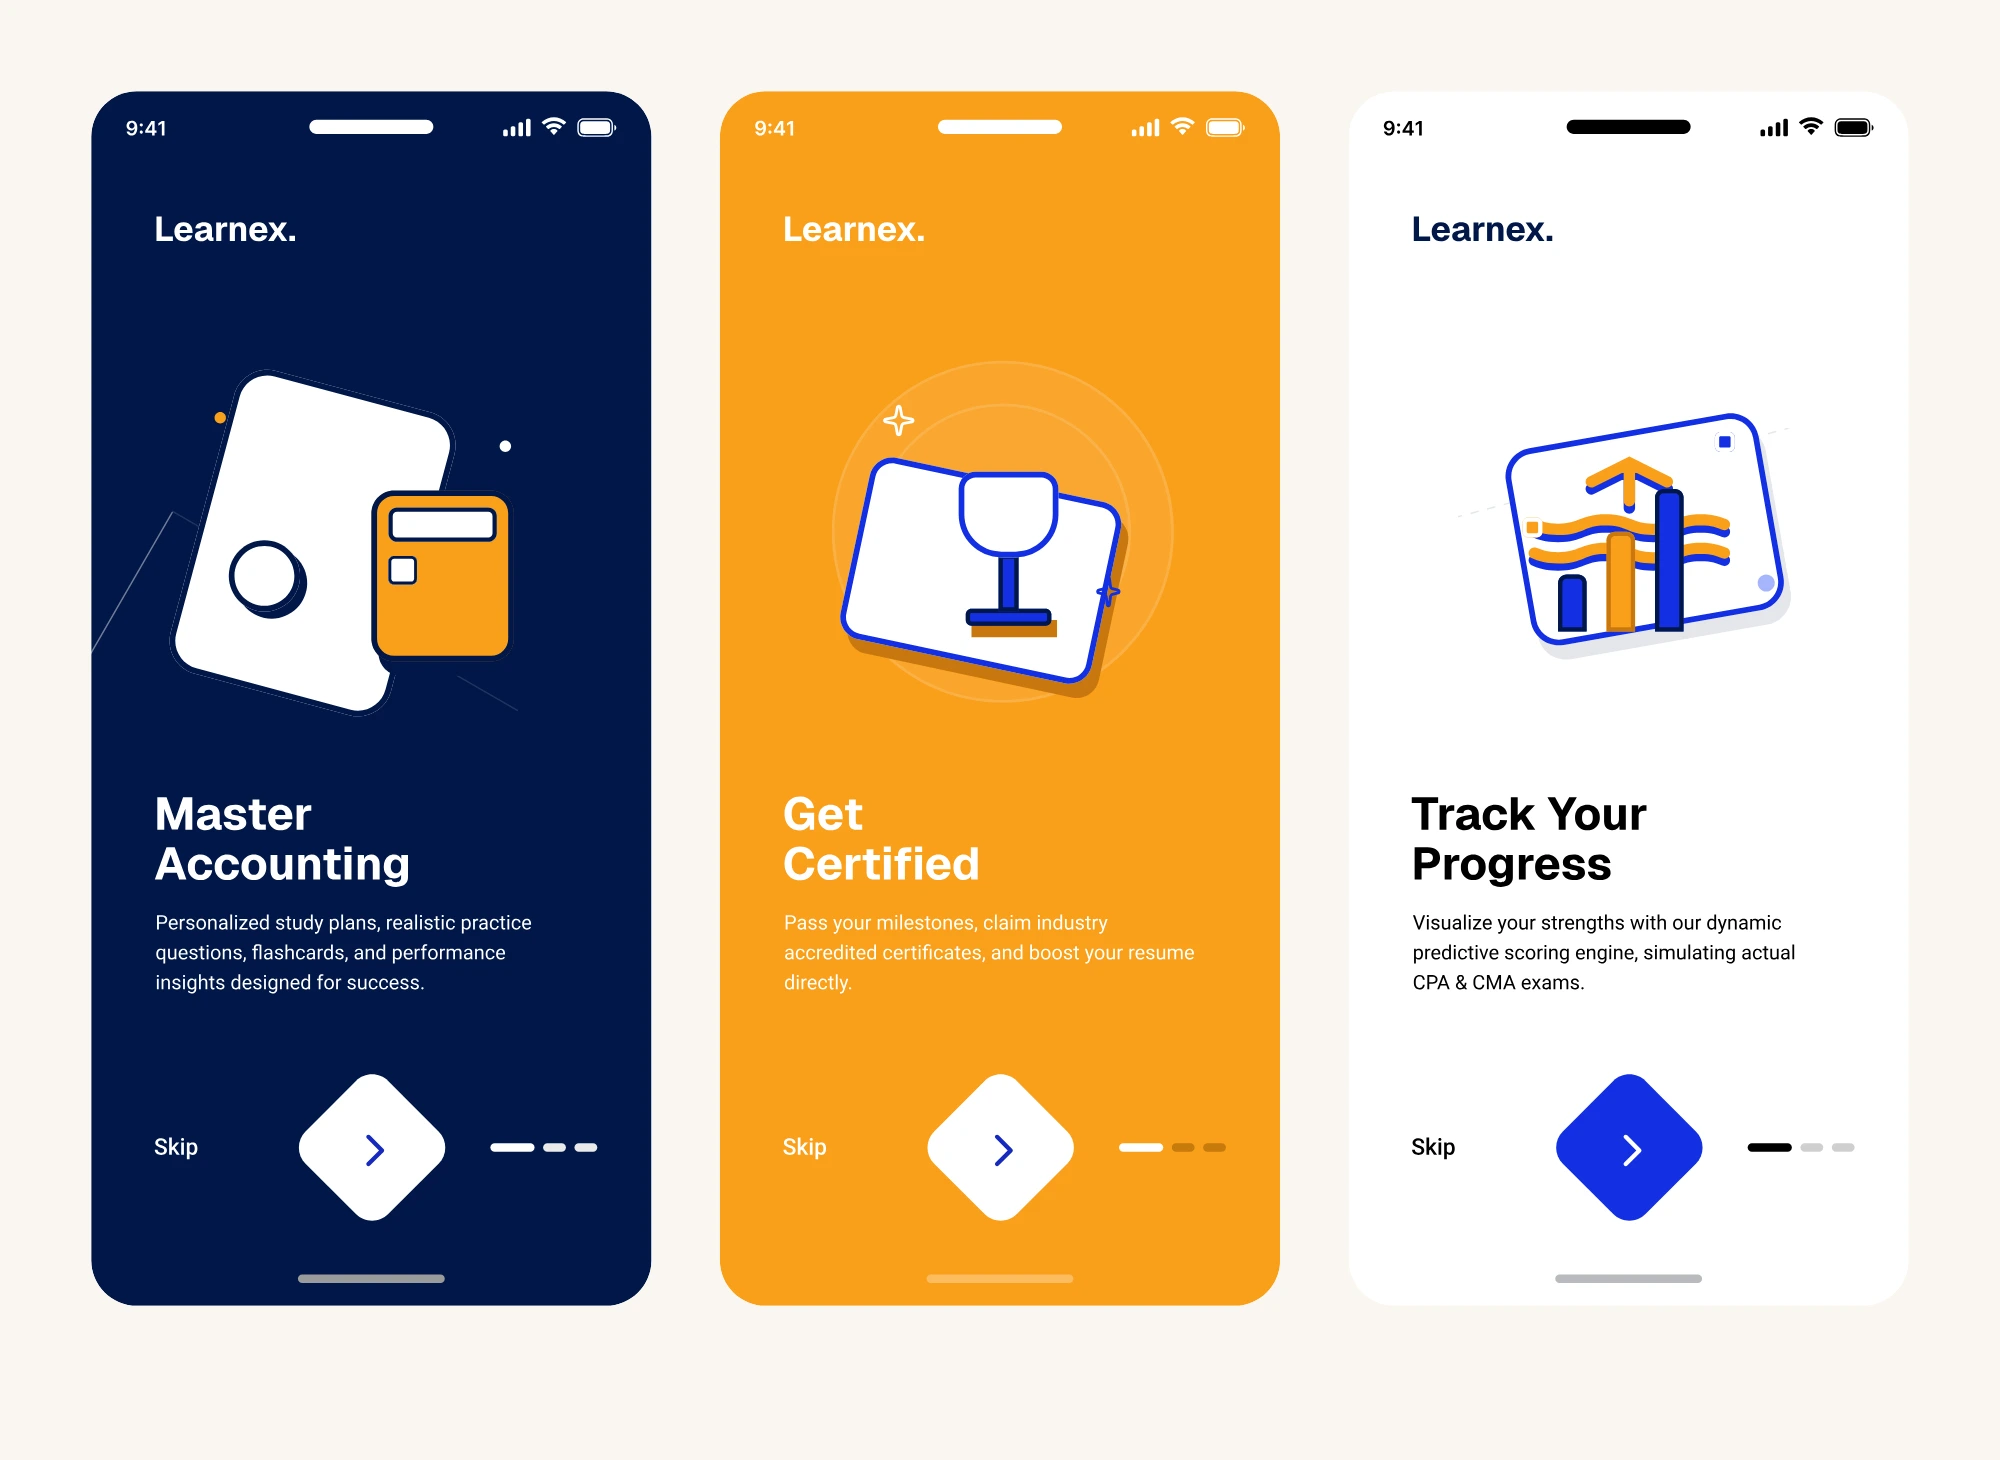 9:41
Learnex.
Master
Accounting
Personalized study plans, realistic practice
questions, flashcards, and performance
insights designed for success.
Skip
9:41
Learnex.
Get
Certified
Pass your milestones, claim industry
accredited certificates, and boost your resume
directly.
Skip
9:41
Learnex.
Track Your
Progress
Visualize your strengths with our dynamic
predictive scoring engine, simulating actual
CPA & CMA exams.
Skip